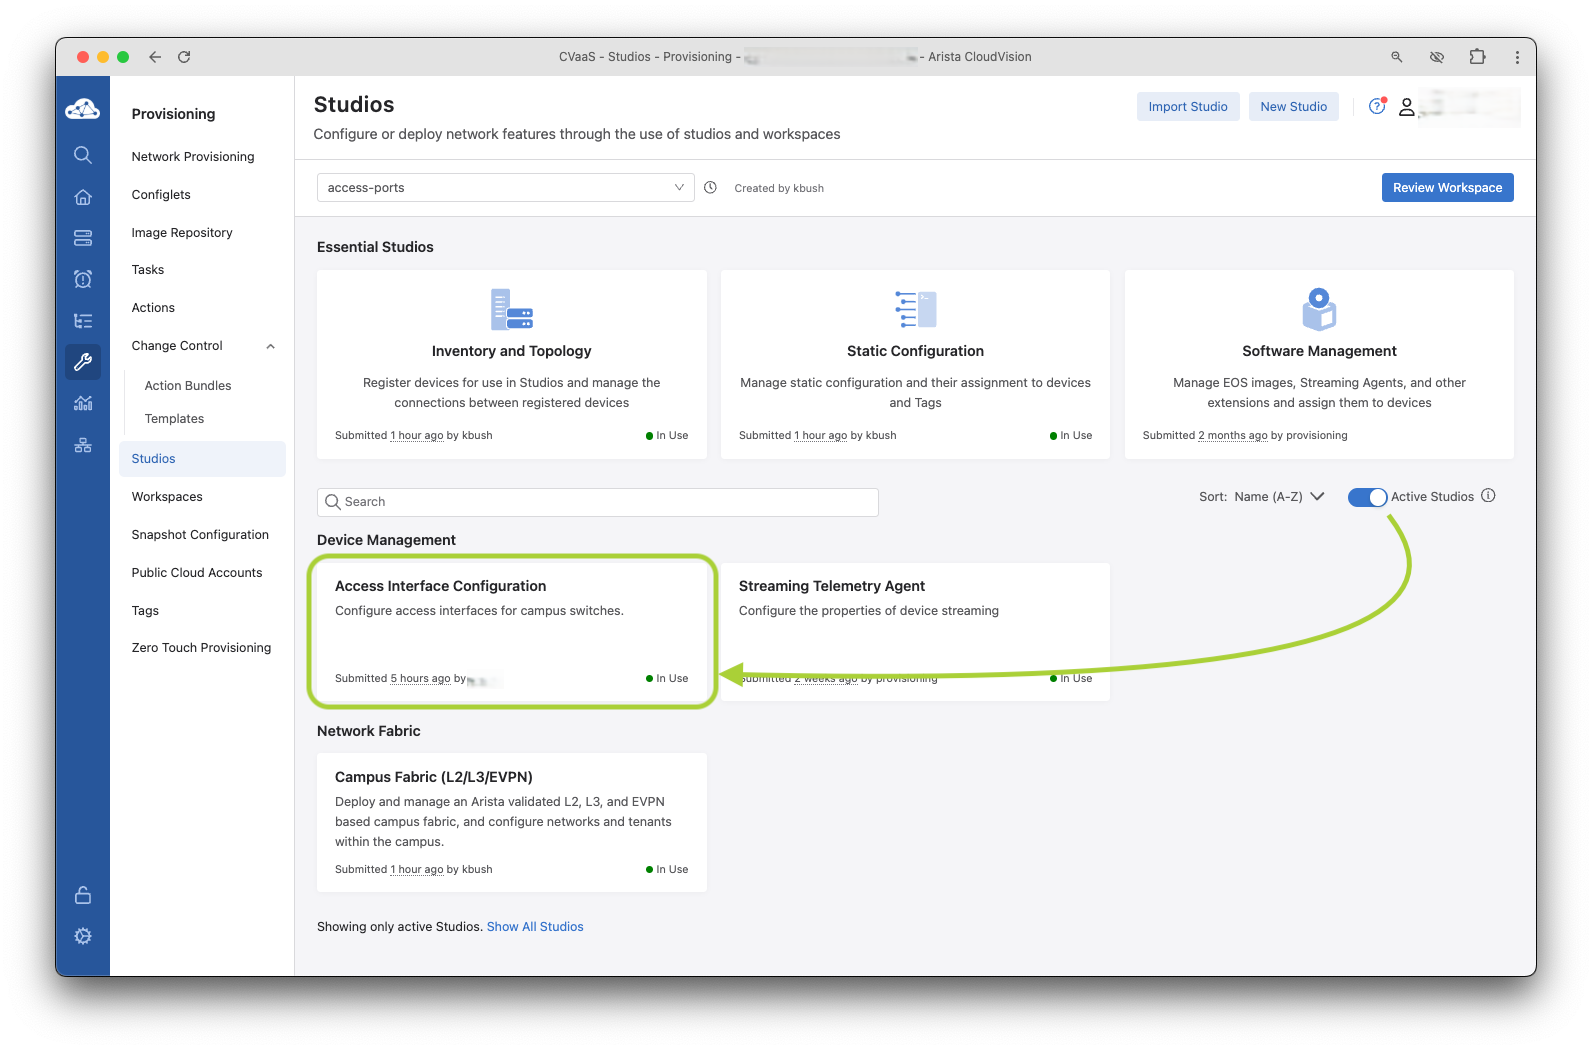 CVaaS - Studios - Provisioning - - Arista CloudVision
Provisioning
Network Provisioning
Configlets
Image Repository
Tasks
Actions
Change Control
Action Bundles
Templates
Studios
Workspaces
Snapshot Configuration
Public Cloud Accounts
Tags
Zero Touch Provisioning
Studios
Configure or deploy network features through the use of studios and workspaces
Import Studio
New Studio
access-ports
Created by kbush
Review Workspace
Essential Studios
Inventory and Topology
Register devices for use in Studios and manage the
connections between registered devices
Submitted 1 hour ago by kbush
In Use
Static Configuration
Manage static configuration and their assignment to devices
and Tags
Submitted 1 hour ago by kbush
In Use
Software Management
Manage EOS images, Streaming Agents, and other
extensions and assign them to devices
Submitted 2 months ago by provisioning
Search
Sort: Name (A-Z)
Active Studios
Device Management
Access Interface Configuration
Configure access interfaces for campus switches.
Submitted 5 hours ago by
In Use
Streaming Telemetry Agent
Configure the properties of device streaming
Submitted 2 weeks ago by provisioning
In Use
Network Fabric
Campus Fabric (L2/L3/EVPN)
Deploy and manage an Arista validated L2, L3, and EVPN
based campus fabric, and configure networks and tenants
within the campus.
Submitted 1 hour ago by kbush
In Use
Showing only active Studios. Show All Studios